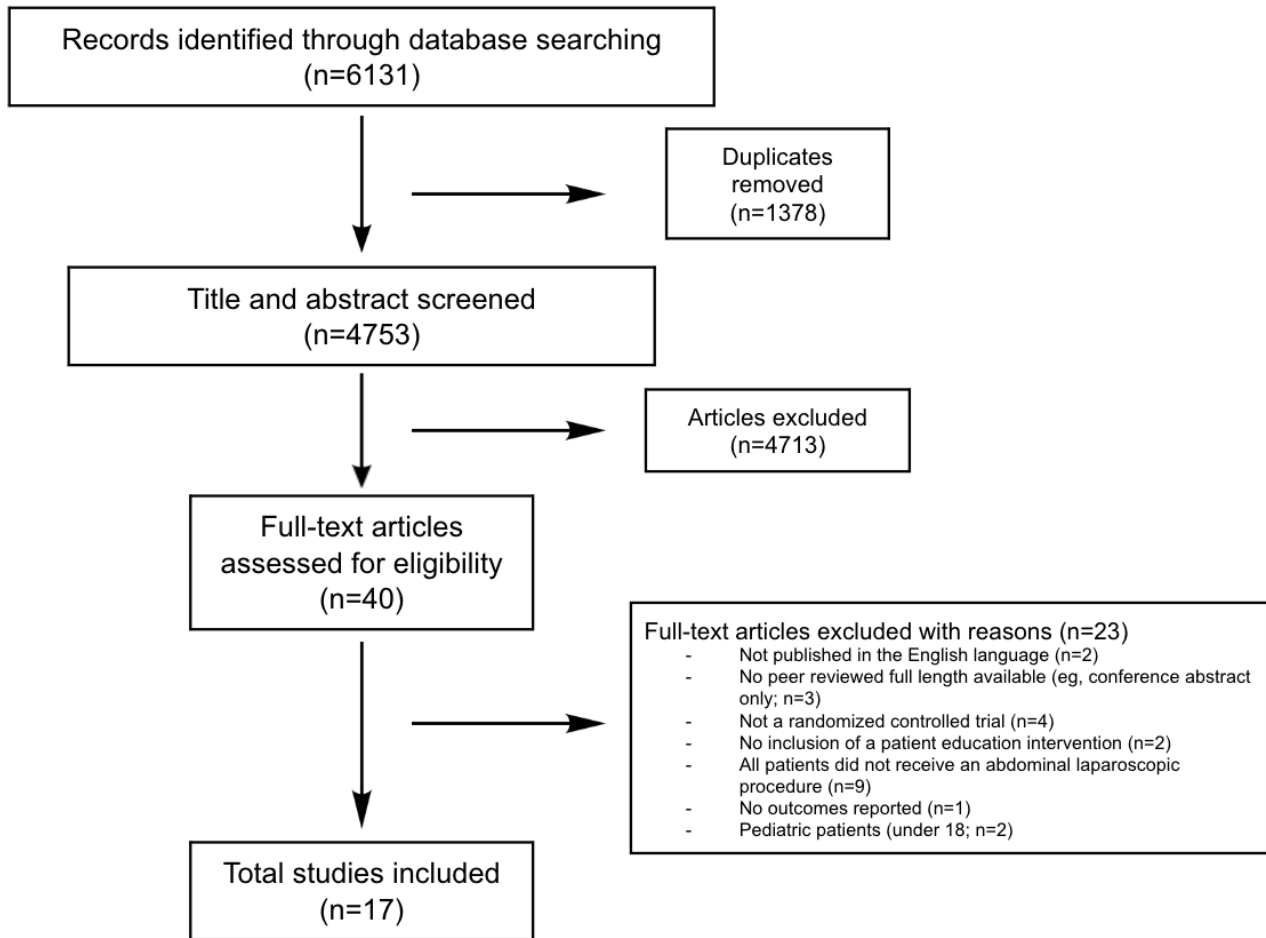 Records identified through database searching
(n=6131)
Duplicates
removed
(n=1378)
Title and abstract screened
(n=4753)
Articles excluded
(n=4713)
Full-text articles
assessed for eligibility
(n=40)
Full-text articles excluded with reasons (n=23)
- Not published in the English language (n=2)
- No peer reviewed full length available (eg, conference abstract
only; n=3)
- Not a randomized controlled trial (n=4)
- No inclusion of a patient education intervention (n=2)
- All patients did not receive an abdominal laparoscopic
procedure (n=9)
- No outcomes reported (n=1)
- Pediatric patients (under 18; n=2)
Total studies included
(n=17)